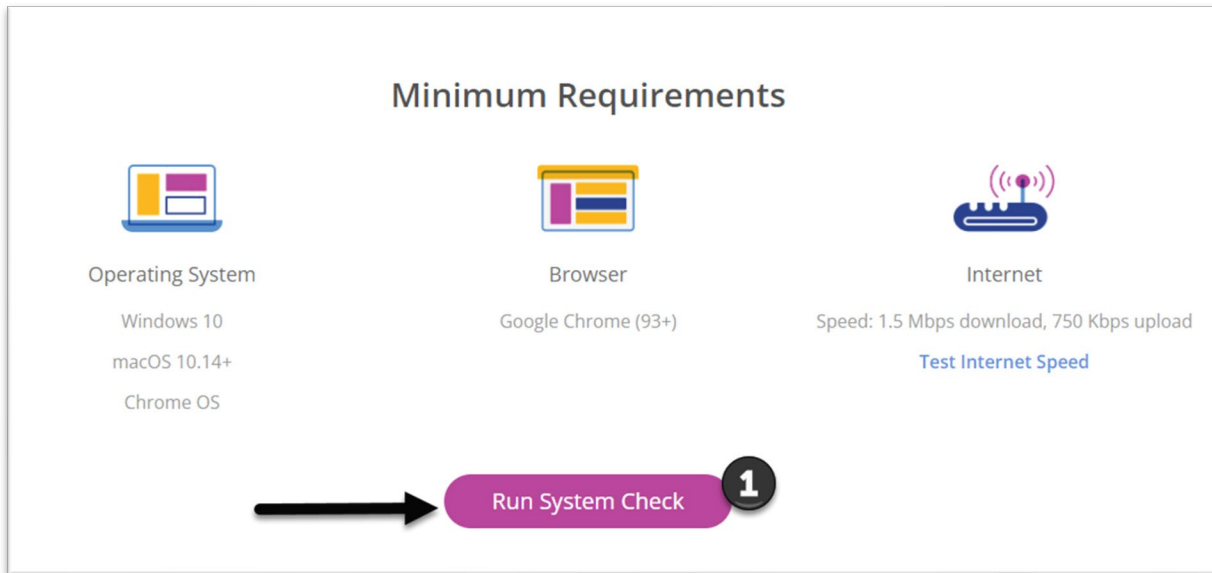 Minimum Requirements
Operating System
Windows 10
macOS 10.14+
Chrome OS
Browser
Google Chrome (93+)
Internet
Speed: 1.5 Mbps download, 750 Kbps upload
Test Internet Speed
Run System Check
1